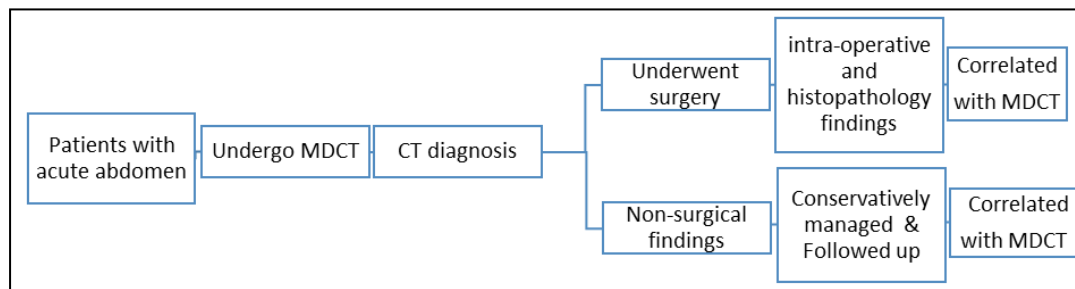 Patients with
acute abdomen
Undergo MDCT
CT diagnosis
Underwent
surgery
intra-operative
and
histopathology
findings
Correlated
with MDCT
Non-surgical
findings
Conservatively
managed &
Followed up
Correlated
with MDCT